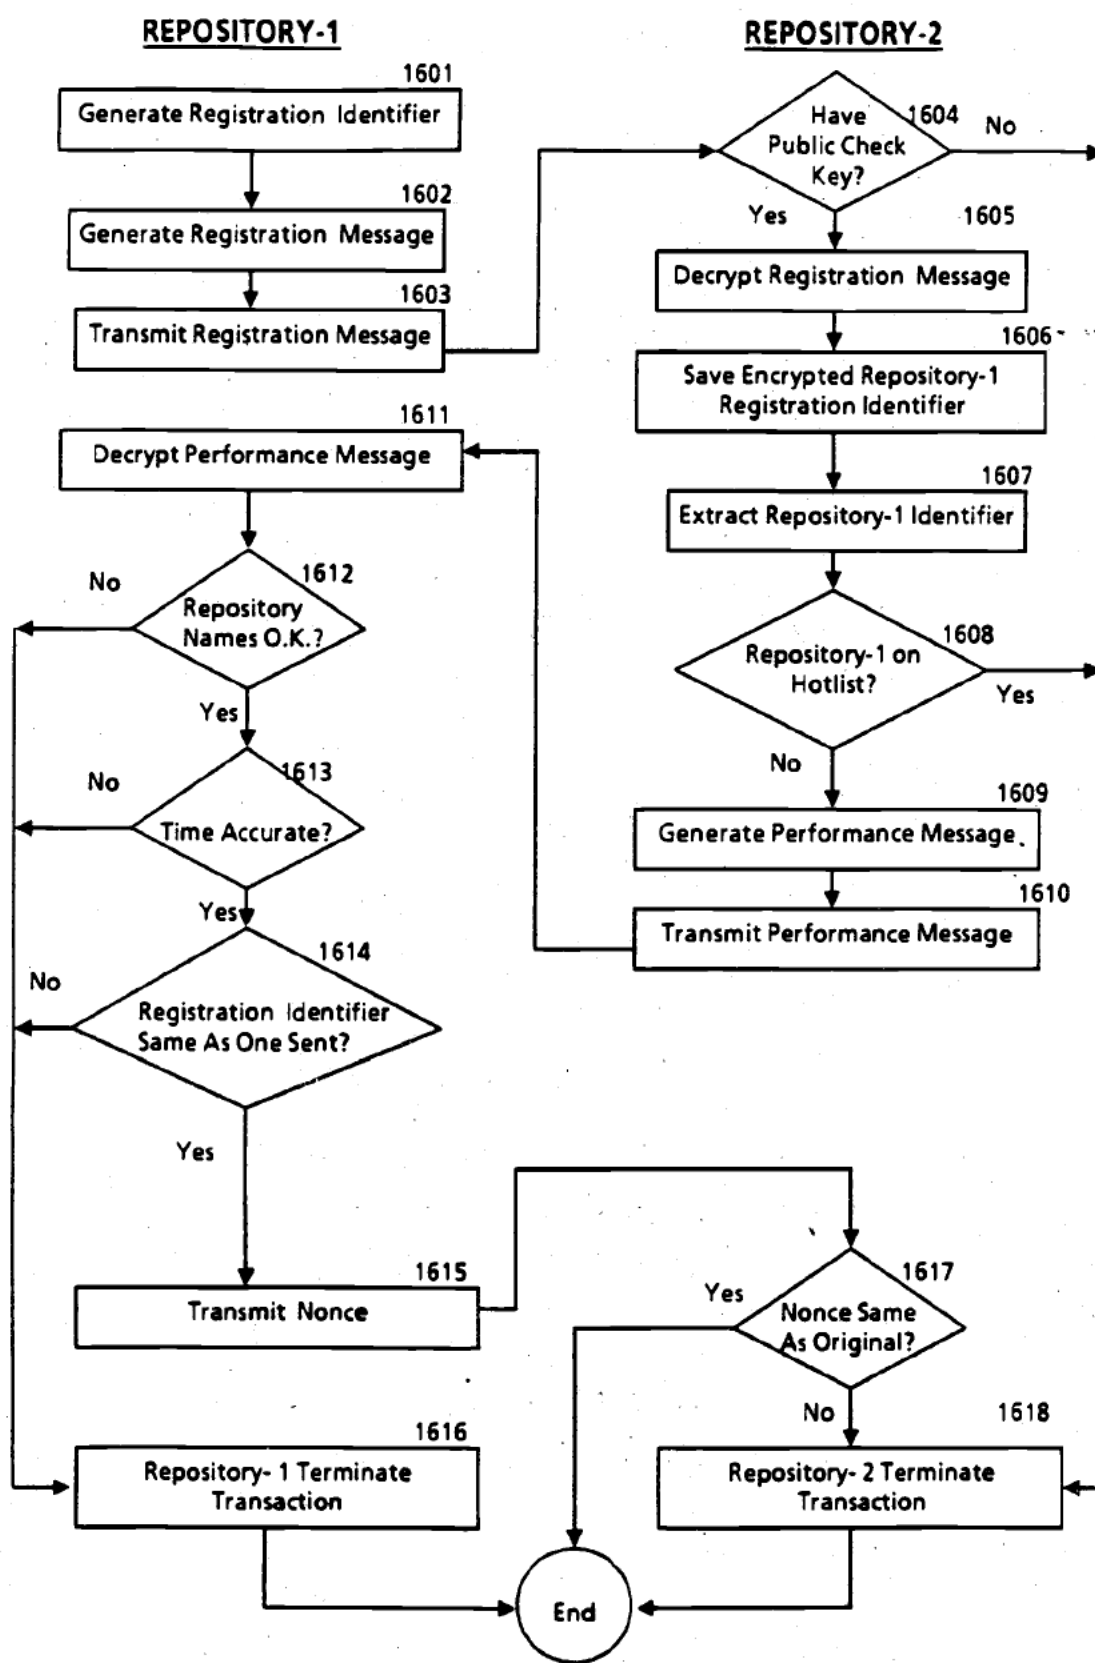 REPOSITORY-1
1601
Generate Registration Identifier
1602
Generate Registration Message
1603
Transmit Registration Message
1611
Decrypt Performance Message
1612
No
Repository
Names O.K.?
Yes
1613
No
Time Accurate?
Yes
1614
No
Registration Identifier
Same As One Sent?
Yes
1615
Transmit Nonce
1616
Repository- 1 Terminate
Transaction
REPOSITORY-2
1604
Have
Public Check
Key?
No
Yes
1605
Decrypt Registration Message
1606
Save Encrypted Repository-1
Registration Identifier
1607
Extract Repository-1 Identifier
1608
Repository-1 on
Hotlist?
Yes
No
1609
Generate Performance Message
1610
Transmit Performance Message
1617
Yes
Nonce Same
As Original?
No
1618
Repository- 2 Terminate
Transaction
End